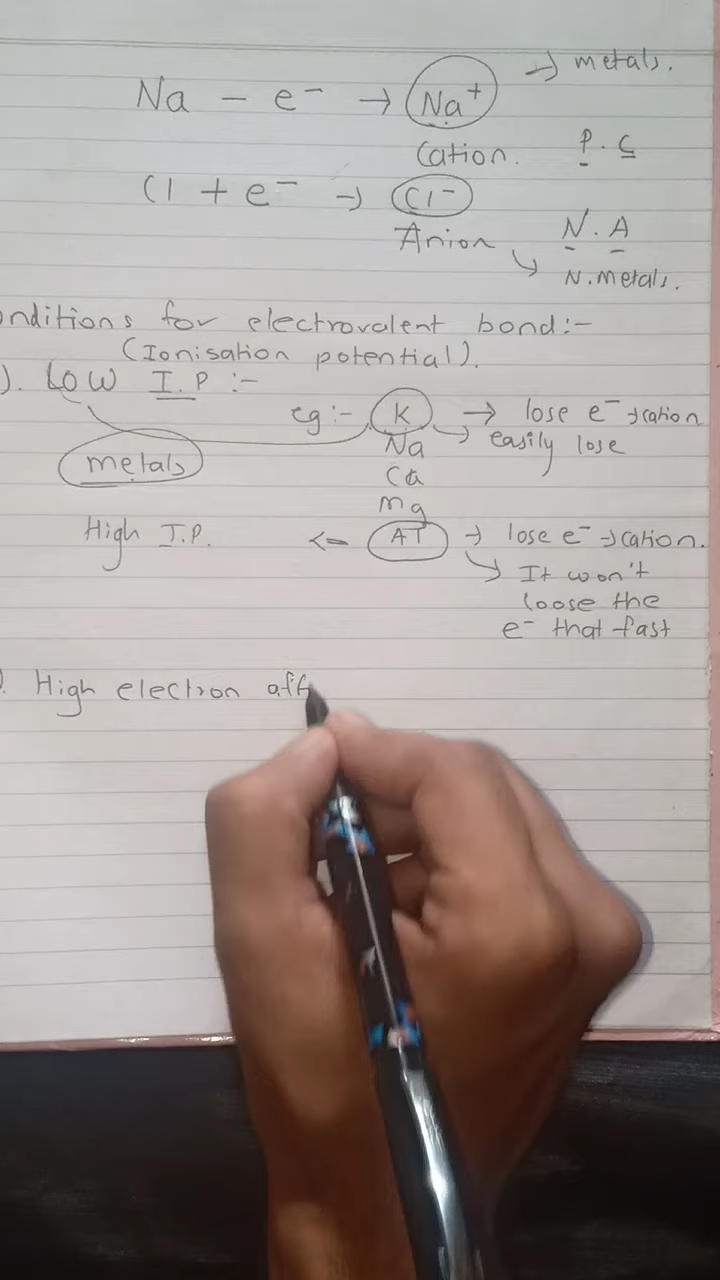 Na – e⁻ → Na⁺ → metals.
Cation. P. C
Cl + e⁻ → Cl⁻
Anion N. A
N. metals.
onditions for electrovalent bond:-
(Ionisation potential).
). Low I.P :-
eg:- K → lose e⁻ → cation
Na → easily lose
metals
Ca
Mg
High I.P. <= Al → lose e⁻ → cation.
It won't
loose the
e⁻ that fast
). High electron aff